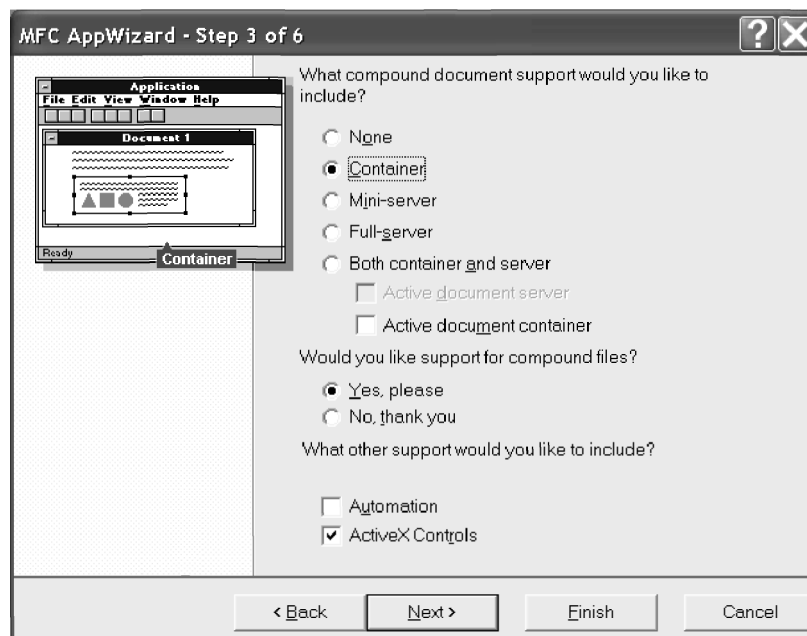 MFC AppWizard - Step 3 of 6
Application
File Edit View Window Help
Document 1
Ready
Container
What compound document support would you like to
include?
None
Container
Mini-server
Full-server
Both container and server
Active document server
Active document container
Would you like support for compound files?
Yes, please
No, thank you
What other support would you like to include?
Automation
ActiveX Controls
< Back
Next >
Finish
Cancel